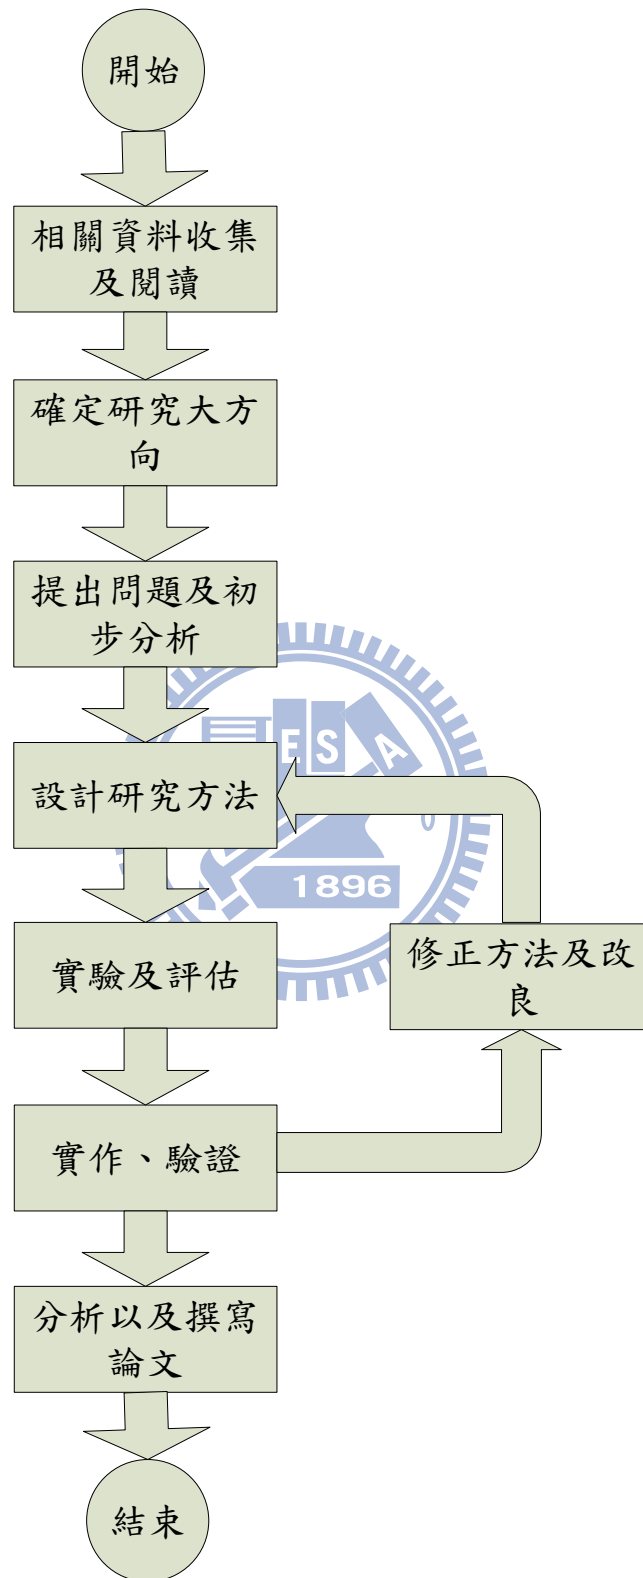 開始
相關資料收集
及閱讀
確定研究大方
向
提出問題及初
步分析
ESA
設計研究方法
1896
實驗及評估
修正方法及改
良
實作、驗證
分析以及撰寫
論文
結束